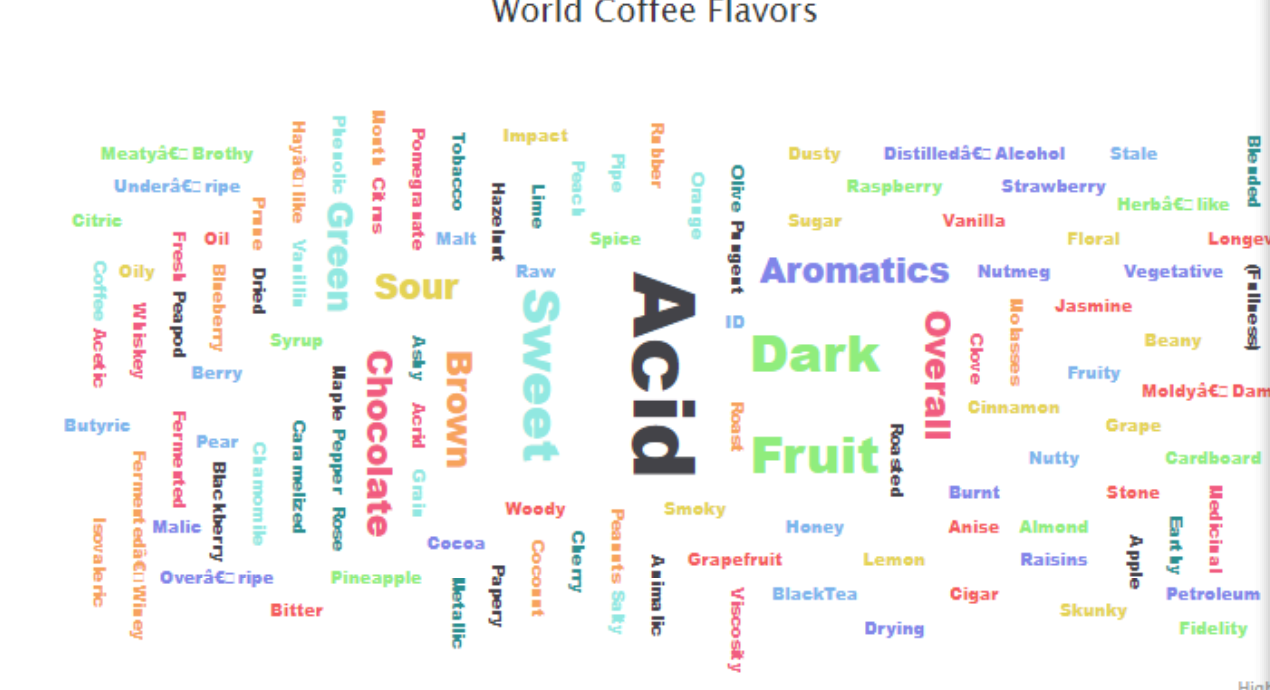 World Coffee Flavors
Meatyâ€□ Brothy
Underâ€□ ripe
Citric
Coffee
Acetic
Oily
Whiskey
Fresh
Peapod
Oil
Blueberry
Prune
Dried
Hayâ€□ like
Vanillin
Phenolic
Green
Mouth
Citrus
Pomegranate
Tobacco
Malt
Hazelnut
Impact
Lime
Raw
Peach
Pipe
Spice
Rubber
Orange
Olive
Pungent
ID
Dusty
Distilledâ€□ Alcohol
Stale
Blended
Raspberry
Strawberry
Herbâ€□ like
Sugar
Vanilla
Floral
Longev
Aromatics
Nutmeg
Vegetative
(Fullness)
Sour
Sweet
Acid
Dark
Overall
Clove
Molasses
Jasmine
Beany
Fruity
Moldyâ€□ Dam
Cinnamon
Grape
Syrup
Berry
Maple
Pepper
Rose
Chocolate
Ashy
Acrid
Grain
Brown
Roast
Fruit
Roasted
Nutty
Cardboard
Butyric
Fermented
Pear
Blackberry
Chamomile
Caramelized
Fermentedâ€□ Winey
Isovaleric
Malic
Overâ€□ ripe
Bitter
Pineapple
Cocoa
Metallic
Papery
Woody
Coconut
Cherry
Peanuts
Salty
Animalic
Smoky
Grapefruit
Viscosity
Honey
BlackTea
Lemon
Drying
Burnt
Anise
Almond
Raisins
Cigar
Skunky
Stone
Apple
Earthy
Medicinal
Petroleum
Fidelity
High